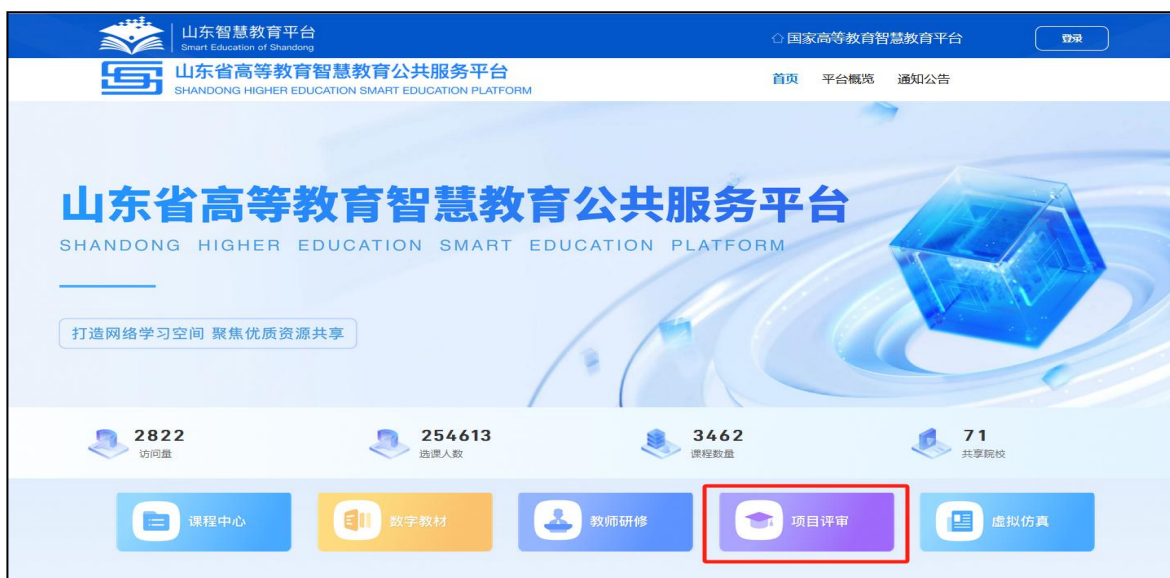 山东智慧教育平台
Smart Education of Shandong
国家高等教育智慧教育平台
登录
山东省高等教育智慧教育公共服务平台
SHANDONG HIGHER EDUCATION SMART EDUCATION PLATFORM
首页 平台概览 通知公告
山东省高等教育智慧教育公共服务平台
SHANDONG HIGHER EDUCATION SMART EDUCATION PLATFORM
打造网络学习空间 聚焦优质资源共享
2822
访问量
254613
选课人数
3462
课程数量
71
共享院校
课程中心
数字教材
教师研修
项目评审
虚拟仿真